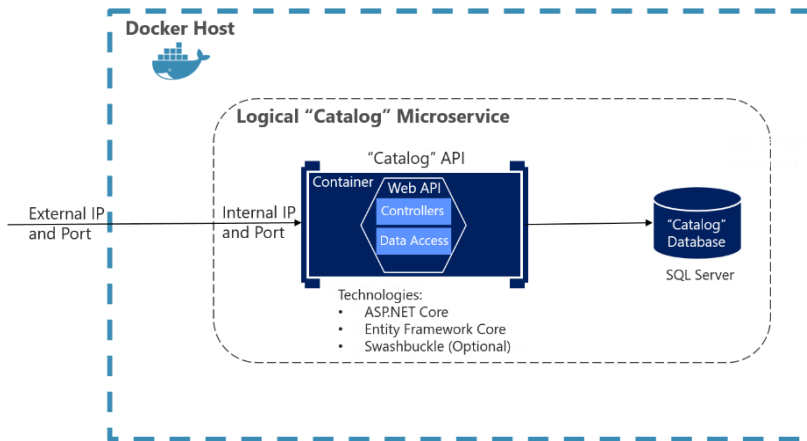 Docker Host
Logical “Catalog” Microservice
“Catalog” API
Container
Web API
Controllers
Data Access
External IP
and Port
Internal IP
and Port
“Catalog”
Database
SQL Server
Technologies:
• ASP.NET Core
• Entity Framework Core
• Swashbuckle (Optional)